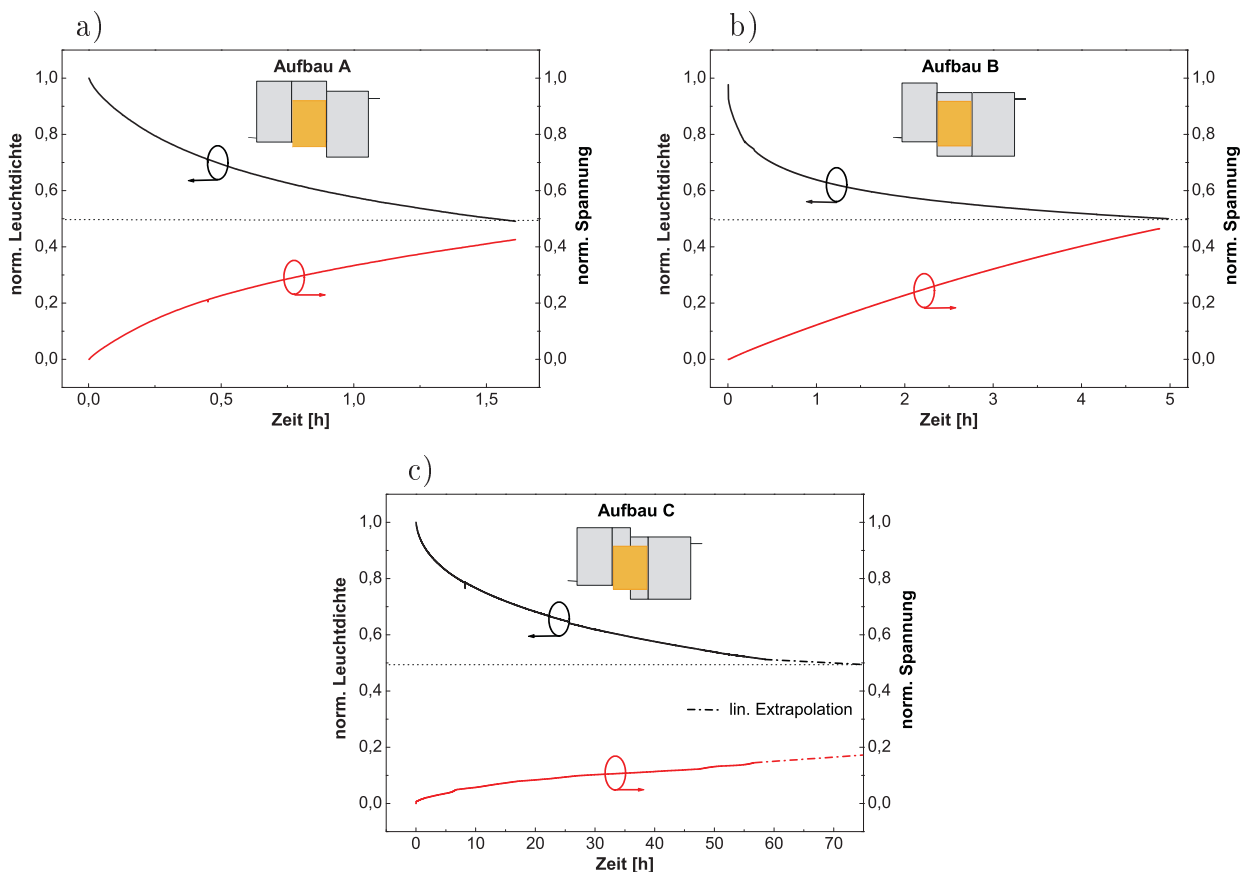 a)
Aufbau A
norm. Leuchtdichte
1,0
0,8
0,6
0,4
0,2
0,0
norm. Spannung
1,0
0,8
0,6
0,4
0,2
0,0
0,0 0,5 1,0 1,5
Zeit [h]
b)
Aufbau B
norm. Leuchtdichte
1,0
0,8
0,6
0,4
0,2
0,0
norm. Spannung
1,0
0,8
0,6
0,4
0,2
0,0
0 1 2 3 4 5
Zeit [h]
c)
Aufbau C
norm. Leuchtdichte
1,0
0,8
0,6
0,4
0,2
0,0
lin. Extrapolation
norm. Spannung
1,0
0,8
0,6
0,4
0,2
0,0
0 10 20 30 40 50 60 70
Zeit [h]